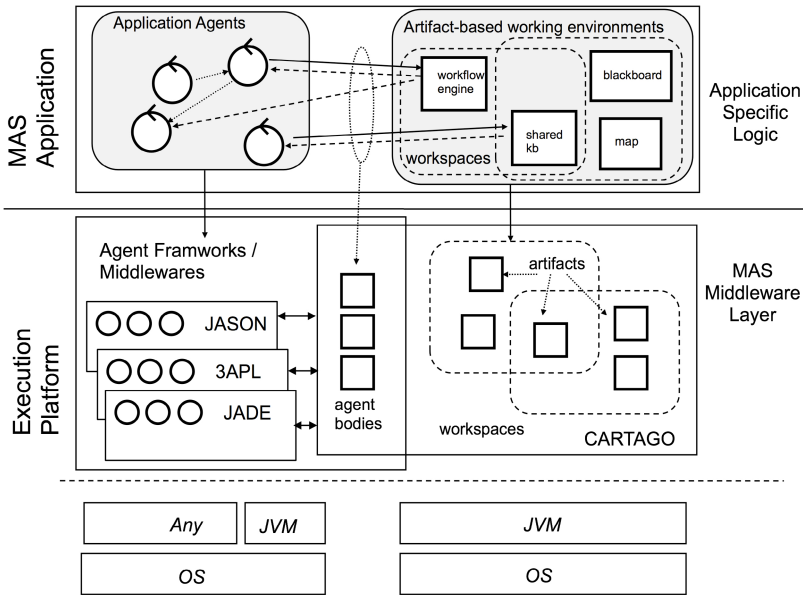 MAS
Application
Application Agents
Artifact-based working environments
workflow
engine
blackboard
shared
kb
map
workspaces
Application
Specific
Logic
Execution
Platform
Agent Framworks /
Middlewares
JASON
3APL
JADE
agent
bodies
artifacts
workspaces
CARTAGO
MAS
Middleware
Layer
Any
JVM
JVM
OS
OS